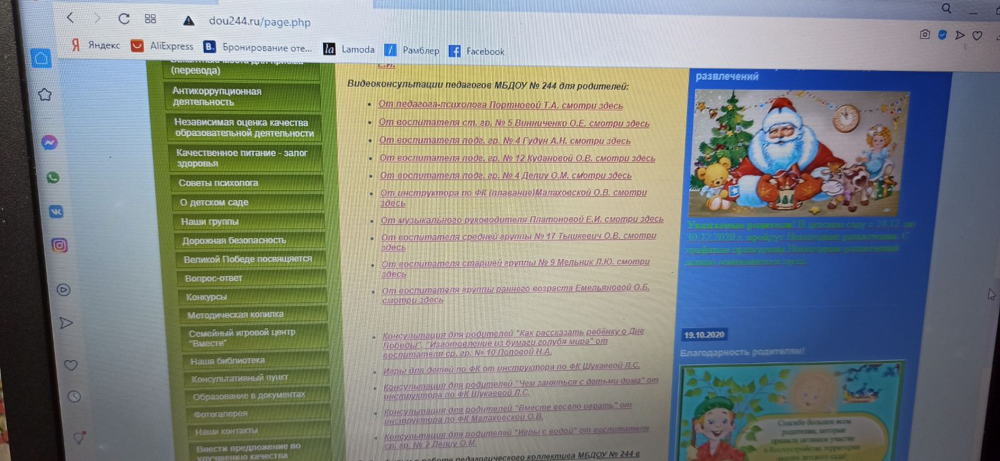 dou244.ru/page.php
Яндекс
AliExpress
B.
Бронирование оте...
la
Lamoda
Рамблер
Facebook
Вакантные места для приёма
(перевода)
Антикоррупционная
деятельность
Независимая оценка качества
образовательной деятельности
Качественное питание - залог
здоровья
Советы психолога
О детском саде
Наши группы
Дорожная безопасность
Великой Победе посвящяется
Вопрос-ответ
Конкурсы
Методическая копилка
Семейный игровой центр
"Вместе"
Наша библиотека
Консультативный пункт
Образование в документах
Фотогалерея
Наши контакты
Внести предложение по
улучшению качества
Е.И.
Видеоконсультации педагогов МБДОУ № 244 для родителей:
От педагога-психолога Портновой Т.А. смотри здесь
От воспитателя ст. гр. № 5 Винниченко О.Е. смотри здесь
От воспитателя подг. гр. № 4 Гудун А.Н. смотри здесь
От воспитателя подг. гр. № 12 Кудановой О.В. смотри здесь
От воспитателя подг. гр. № 4 Делиу О.М. смотри здесь
От инструктора по ФК (плавание)Малаховской О.В. смотри
здесь
От музыкального руководителя Платоновой Е.И. смотри здесь
От воспитателя средней группы № 17 Тышкевич О.В. смотри
здесь
От воспитателя старшей группы № 9 Мельник Л.Ю. смотри
здесь
От воспитателя группы раннего возраста Емельяновой О.Б.
смотри здесь
Консультация для родителей "Как рассказать ребёнку о Дне
Победы", "Изготовление из бумаги голубя мира" от
воспитателя ср. гр. № 10 Поповой Н.А.
Игры для детей по ФК от инструктора по ФК Шукаевой Л.С.
Консультация для родителей "Чем заняться с детьми дома" от
инструктора по ФК Шукаевой Л.С.
Консультация для родителей "Вместе весело играть" от
инструктора по ФК Малаховской О.В.
Консультация для родителей "Игры с водой" от воспитателя
ср. гр. № 2 Делиу О.М.
о работе педагогического коллектива МБДОУ № 244 в
развлечений
Уважаемые родители! В детском саду с 24.12. по
30.12.2020 г. пройдут Новогодние развлечения. С
графиком проведения Новогодних развлечений
можно ознакомиться здесь.
19.10.2020
Благодарность родителям!
Спасибо большое всем
родителям, которые
приняли активное участие
в благоустройстве территории
нашего детского сада!